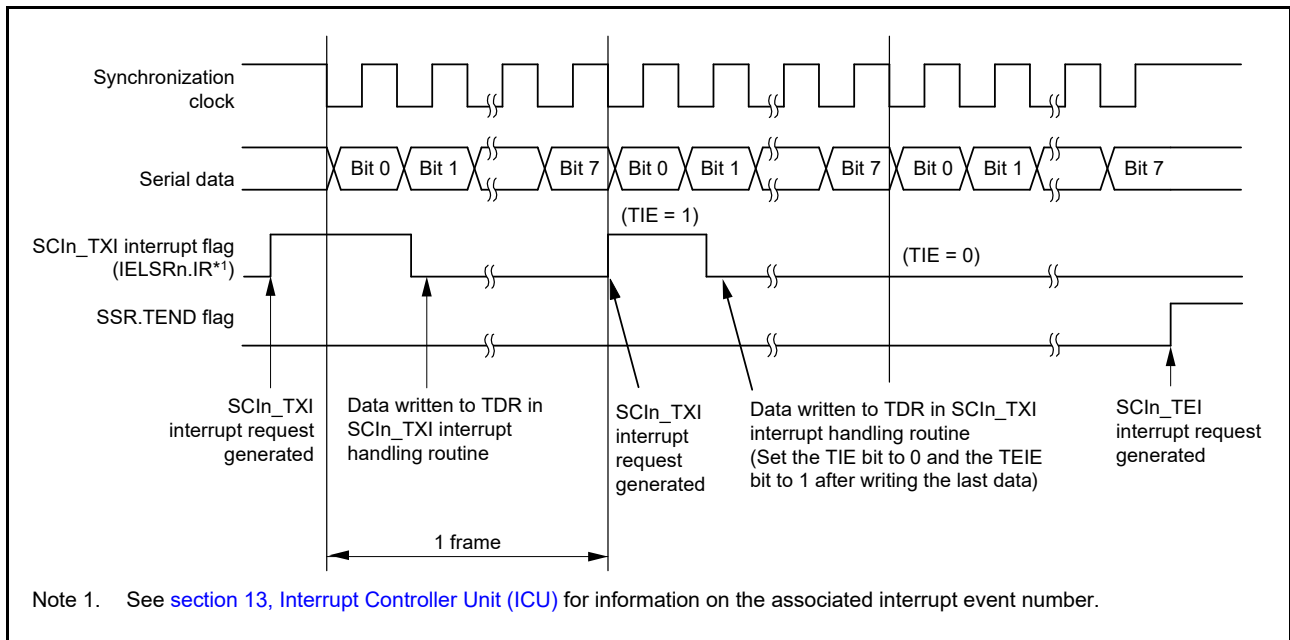 Synchronization
clock
Serial data
Bit 0
Bit 1
Bit 7
Bit 0
Bit 1
Bit 7
Bit 0
Bit 1
Bit 7
(TIE = 1)
SCIn_TXI interrupt flag
(IELSRn.IR*1)
(TIE = 0)
SSR.TEND flag
SCIn_TXI
interrupt request
generated
Data written to TDR in
SCIn_TXI interrupt
handling routine
SCIn_TXI
interrupt
request
generated
Data written to TDR in SCIn_TXI
interrupt handling routine
(Set the TIE bit to 0 and the TEIE
bit to 1 after writing the last data)
SCIn_TEI
interrupt request
generated
1 frame
Note 1. See section 13, Interrupt Controller Unit (ICU) for information on the associated interrupt event number.